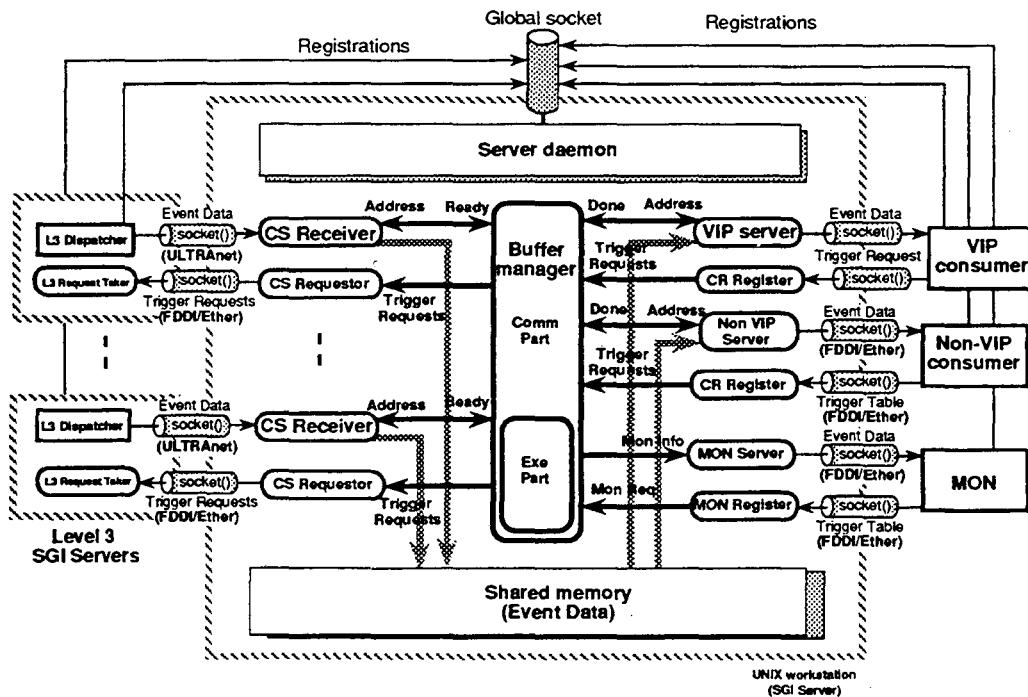 Global socket
Registrations
Registrations
Server daemon
Event Data
Address
Ready
Done
Address
Event Data
L3 Dispatcher
socket()
CS Receiver
VIP server
socket()
(ULTRAnet)
Buffer
manager
Trigger
Requests
Trigger Request
VIP
consumer
L3 Request Taker
socket()
CS Requestor
Trigger
Requests
CR Register
socket()
Trigger Requests
(FDDI/Ether)
Done
Address
Event Data
Comm
Part
Non VIP
Server
socket()
(FDDI/Ether)
Non-VIP
consumer
Trigger
Requests
CR Register
socket()
Event Data
Address
Ready
Trigger Table
(FDDI/Ether)
L3 Dispatcher
socket()
CS Receiver
(ULTRAnet)
Mon Info
Event Data
Exe
Part
MON Server
socket()
(FDDI/Ether)
MON
L3 Request Taker
socket()
CS Requestor
Mon Req
Trigger Requests
(FDDI/Ether)
Trigger
Requests
MON Register
socket()
Trigger Table
(FDDI/Ether)
Level 3
SGI Servers
Shared memory
(Event Data)
UNIX workstation
(SGI Server)